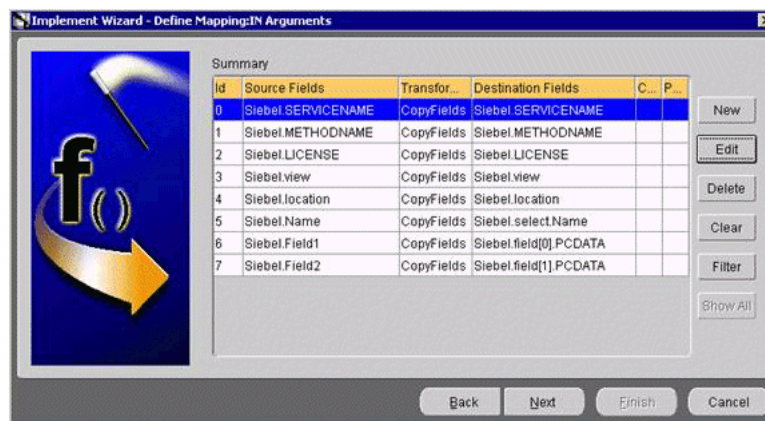 Implement Wizard - Define Mapping:IN Arguments
Summary
Id Source Fields Transfor... Destination Fields C... P...
0 Siebel.SERVICENAME CopyFields Siebel.SERVICENAME
1 Siebel.METHODNAME CopyFields Siebel.METHODNAME
2 Siebel.LICENSE CopyFields Siebel.LICENSE
3 Siebel.view CopyFields Siebel.view
4 Siebel.location CopyFields Siebel.location
5 Siebel.Name CopyFields Siebel.select.Name
6 Siebel.Field1 CopyFields Siebel.field[0].PCDATA
7 Siebel.Field2 CopyFields Siebel.field[1].PCDATA
New
Edit
Delete
Clear
Filter
Show All
f()
Back Next Finish Cancel